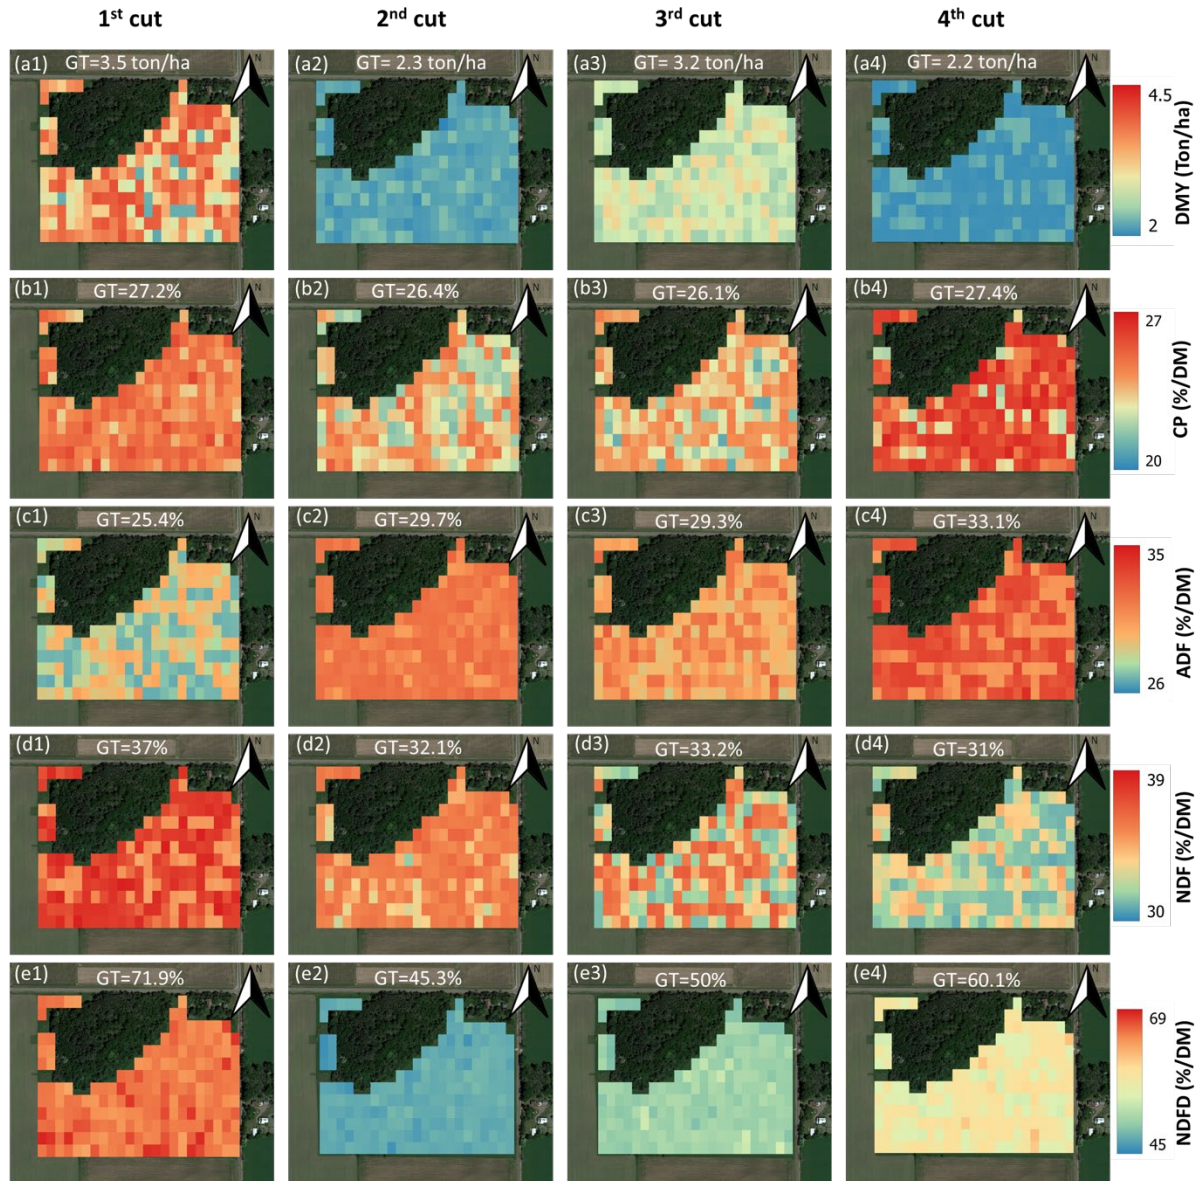 1st cut 2nd cut 3rd cut 4th cut
(a1) GT=3.5 ton/ha N (a2) GT= 2.3 ton/ha N (a3) GT= 3.2 ton/ha N (a4) GT= 2.2 ton/ha N
4.5
DMY (Ton/ha)
2
(b1) GT=27.2% N (b2) GT=26.4% N (b3) GT=26.1% N (b4) GT=27.4% N
27
CP (%/DM)
20
(c1) GT=25.4% N (c2) GT=29.7% N (c3) GT=29.3% N (c4) GT=33.1% N
35
ADF (%/DM)
26
(d1) GT=37% N (d2) GT=32.1% N (d3) GT=33.2% N (d4) GT=31% N
39
NDF (%/DM)
30
(e1) GT=71.9% N (e2) GT=45.3% N (e3) GT=50% N (e4) GT=60.1% N
69
NDFD (%/DM)
45